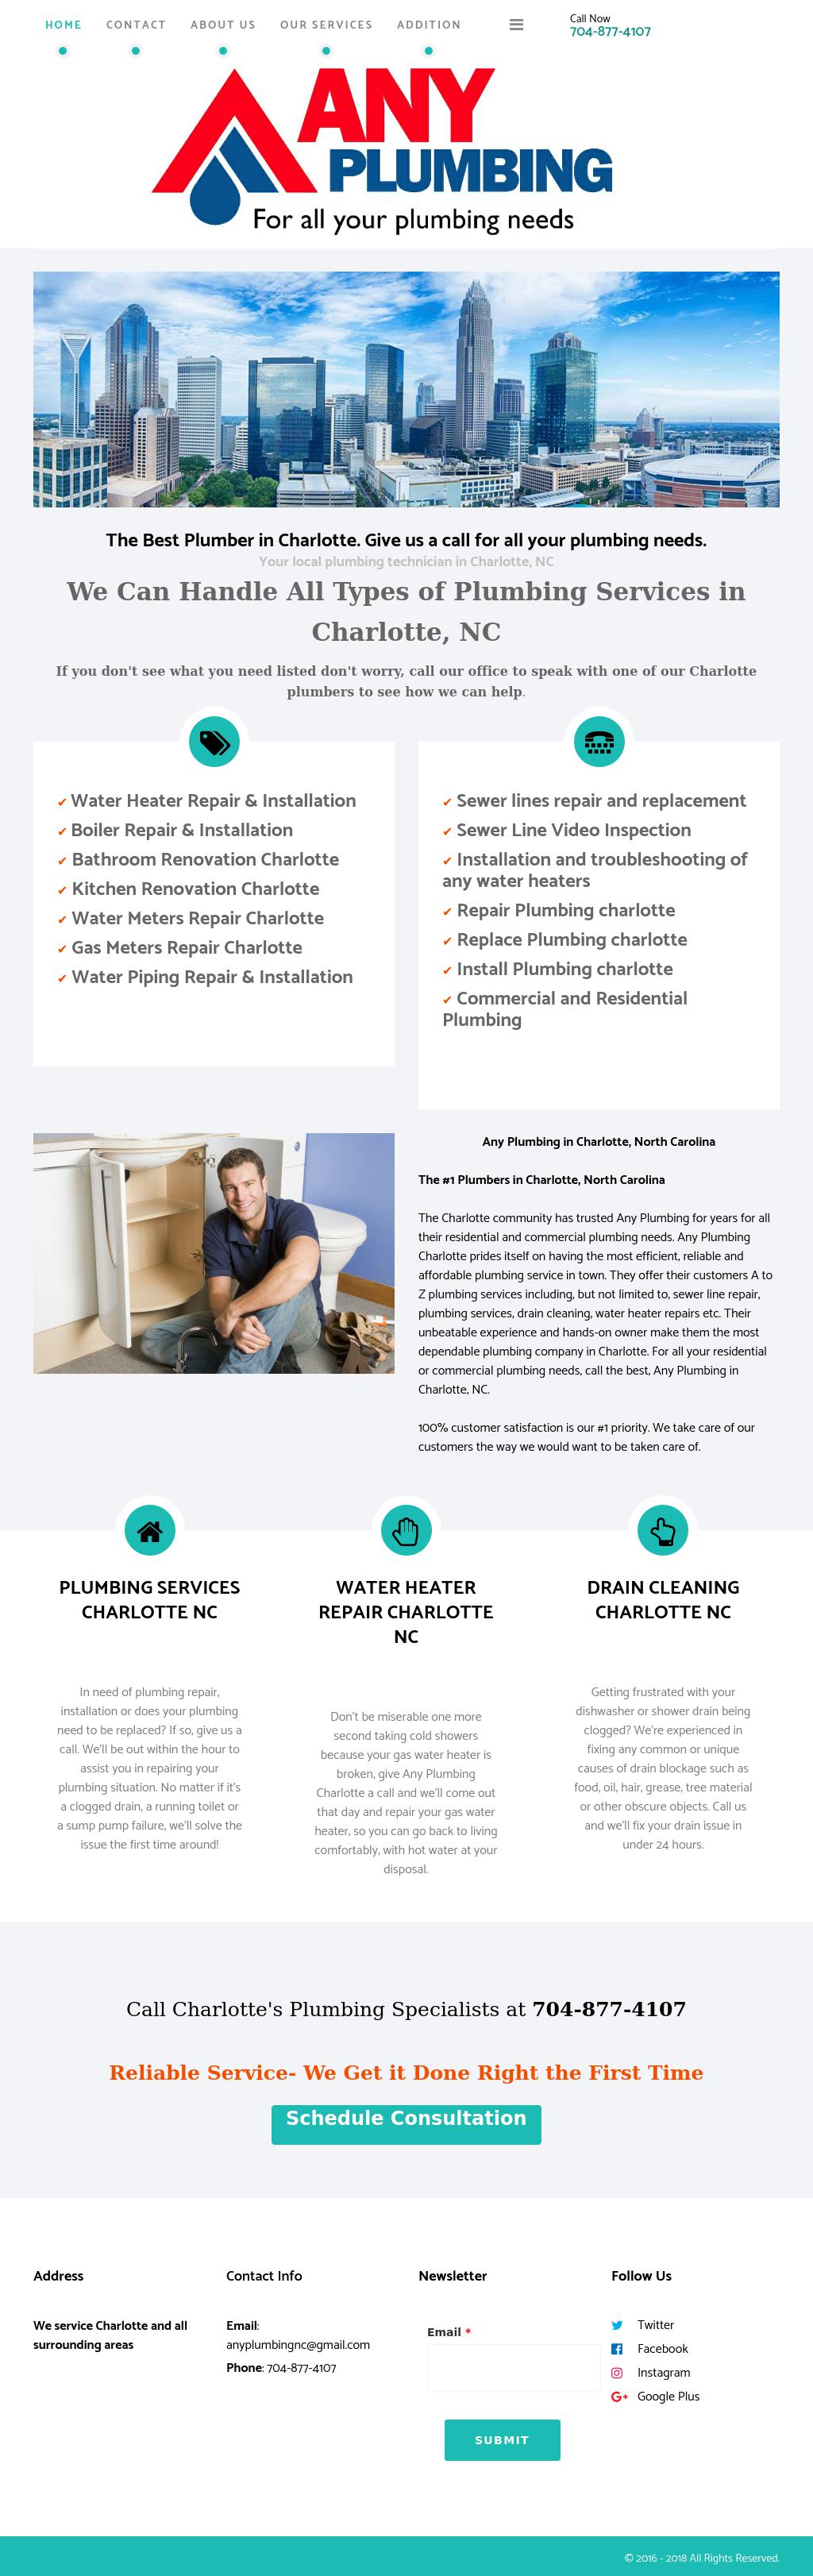 HOME CONTACT ABOUT US OUR SERVICES ADDITION
Call Now
704-877-4107
ANY
PLUMBING
For all your plumbing needs
The Best Plumber in Charlotte. Give us a call for all your plumbing needs.
Your local plumbing technician in Charlotte, NC
We Can Handle All Types of Plumbing Services in
Charlotte, NC
If you don't see what you need listed don't worry, call our office to speak with one of our Charlotte
plumbers to see how we can help.
✔ Water Heater Repair & Installation
✔ Boiler Repair & Installation
✔ Bathroom Renovation Charlotte
✔ Kitchen Renovation Charlotte
✔ Water Meters Repair Charlotte
✔ Gas Meters Repair Charlotte
✔ Water Piping Repair & Installation
✔ Sewer lines repair and replacement
✔ Sewer Line Video Inspection
✔ Installation and troubleshooting of
any water heaters
✔ Repair Plumbing charlotte
✔ Replace Plumbing charlotte
✔ Install Plumbing charlotte
✔ Commercial and Residential
Plumbing
Any Plumbing in Charlotte, North Carolina
The #1 Plumbers in Charlotte, North Carolina
The Charlotte community has trusted Any Plumbing for years for all
their residential and commercial plumbing needs. Any Plumbing
Charlotte prides itself on having the most efficient, reliable and
affordable plumbing service in town. They offer their customers A to
Z plumbing services including, but not limited to, sewer line repair,
plumbing services, drain cleaning, water heater repairs etc. Their
unbeatable experience and hands-on owner make them the most
dependable plumbing company in Charlotte. For all your residential
or commercial plumbing needs, call the best, Any Plumbing in
Charlotte, NC.
100% customer satisfaction is our #1 priority. We take care of our
customers the way we would want to be taken care of.
PLUMBING SERVICES
CHARLOTTE NC
In need of plumbing repair,
installation or does your plumbing
need to be replaced? If so, give us a
call. We'll be out within the hour to
assist you in repairing your
plumbing situation. No matter if it's
a clogged drain, a running toilet or
a sump pump failure, we'll solve the
issue the first time around!
WATER HEATER
REPAIR CHARLOTTE
NC
Don't be miserable one more
second taking cold showers
because your gas water heater is
broken, give Any Plumbing
Charlotte a call and we'll come out
that day and repair your gas water
heater, so you can go back to living
comfortably, with hot water at your
disposal.
DRAIN CLEANING
CHARLOTTE NC
Getting frustrated with your
dishwasher or shower drain being
clogged? We're experienced in
fixing any common or unique
causes of drain blockage such as
food, oil, hair, grease, tree material
or other obscure objects. Call us
and we'll fix your drain issue in
under 24 hours.
Call Charlotte's Plumbing Specialists at 704-877-4107
Reliable Service- We Get it Done Right the First Time
Schedule Consultation
Address
We service Charlotte and all
surrounding areas
Contact Info
Email:
anyplumbingnc@gmail.com
Phone: 704-877-4107
Newsletter
Email *
SUBMIT
Follow Us
Twitter
Facebook
Instagram
Google Plus
© 2016 - 2018 All Rights Reserved.